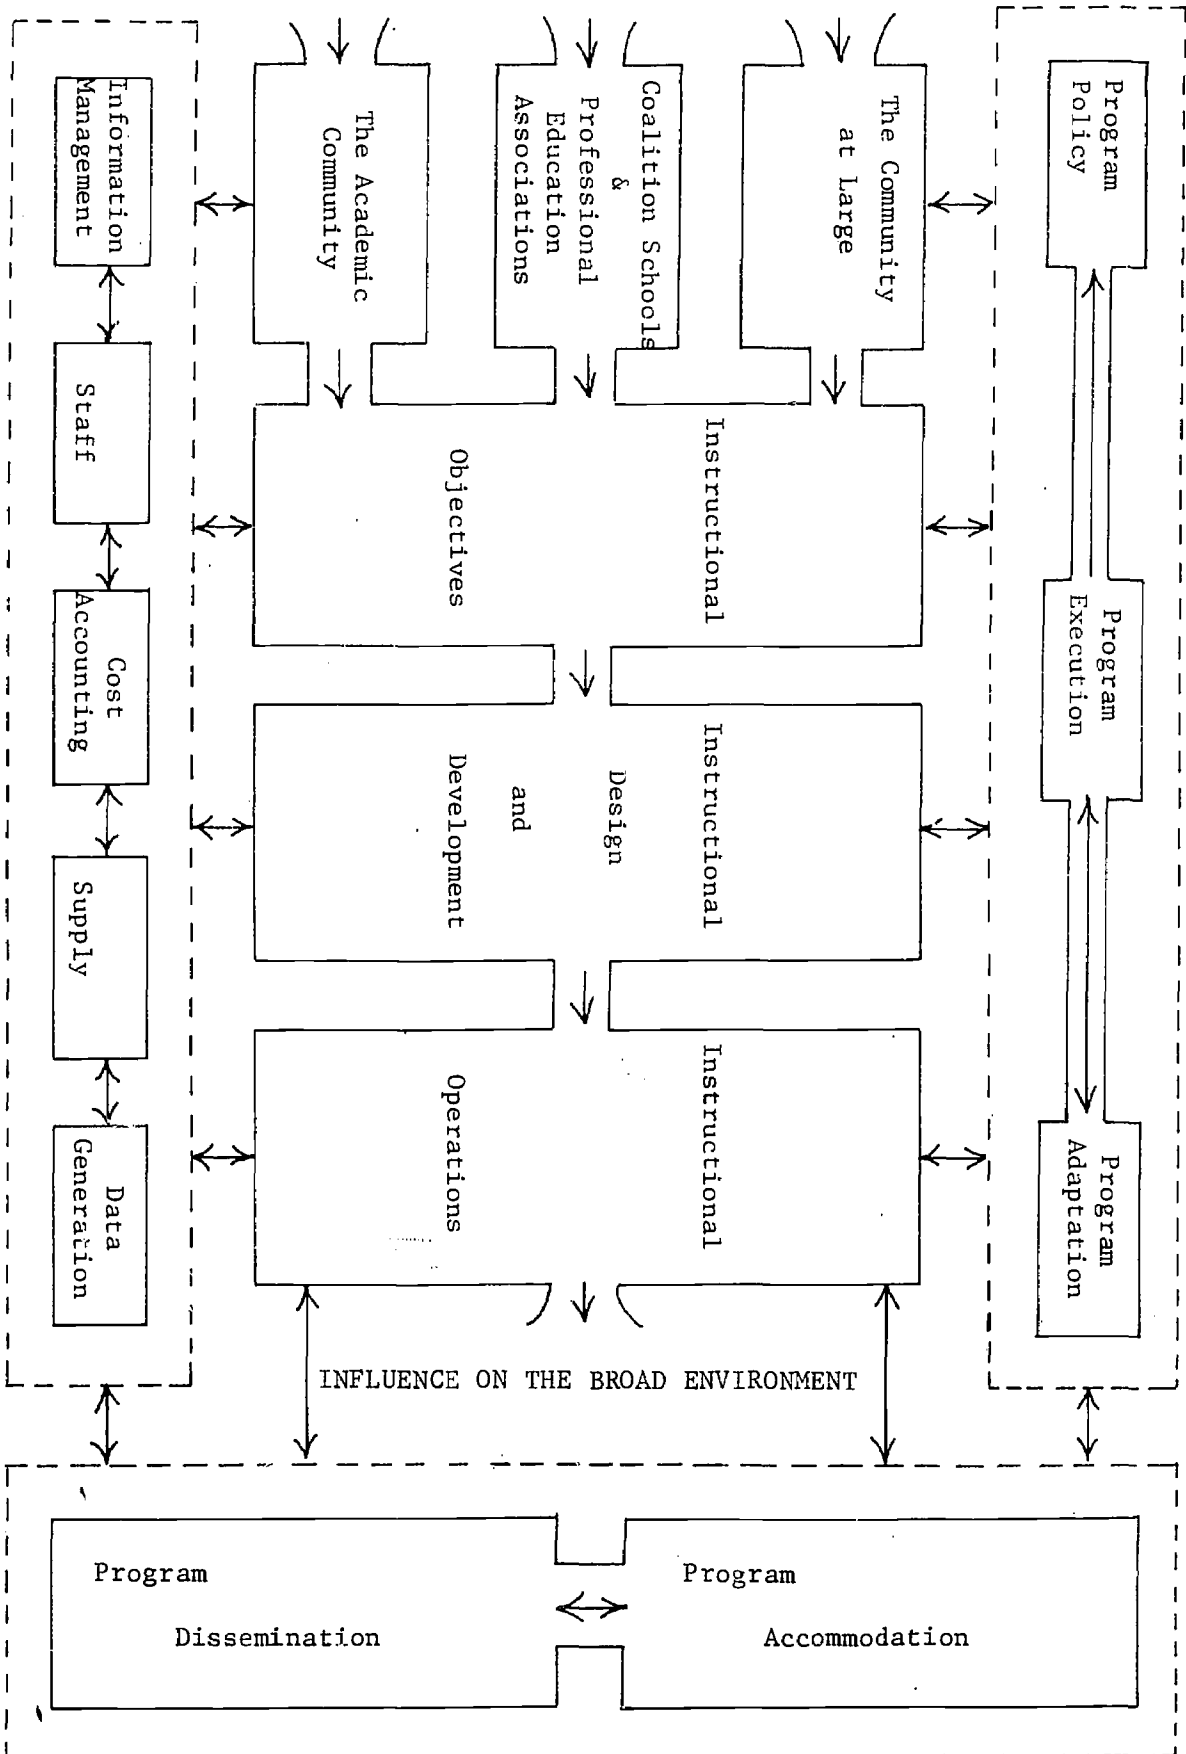 Program
Policy
Program
Execution
Program
Adaptation
The Community
at Large
Coalition Schools
&
Professional
Education
Associations
The Academic
Community
Instructional
Objectives
Instructional
Design
and
Development
Instructional
Operations
Information
Management
Staff
Cost
Accounting
Supply
Data
Generation
INFLUENCE ON THE BROAD ENVIRONMENT
Program
Dissemination
Program
Accommodation